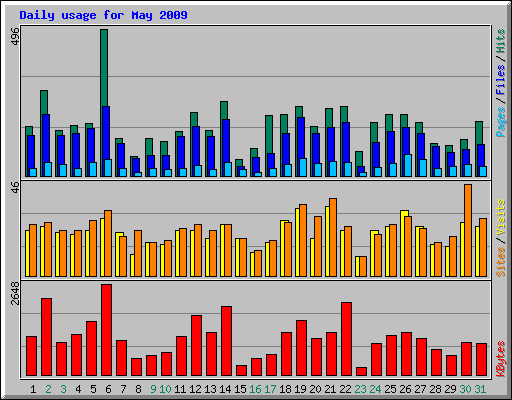 Daily usage for May 2009
496
Pages / Files / Hits
46
Sites / Visits
2648
KBytes
1 2 3 4 5 6 7 8 9 10 11 12 13 14 15 16 17 18 19 20 21 22 23 24 25 26 27 28 29 30 31